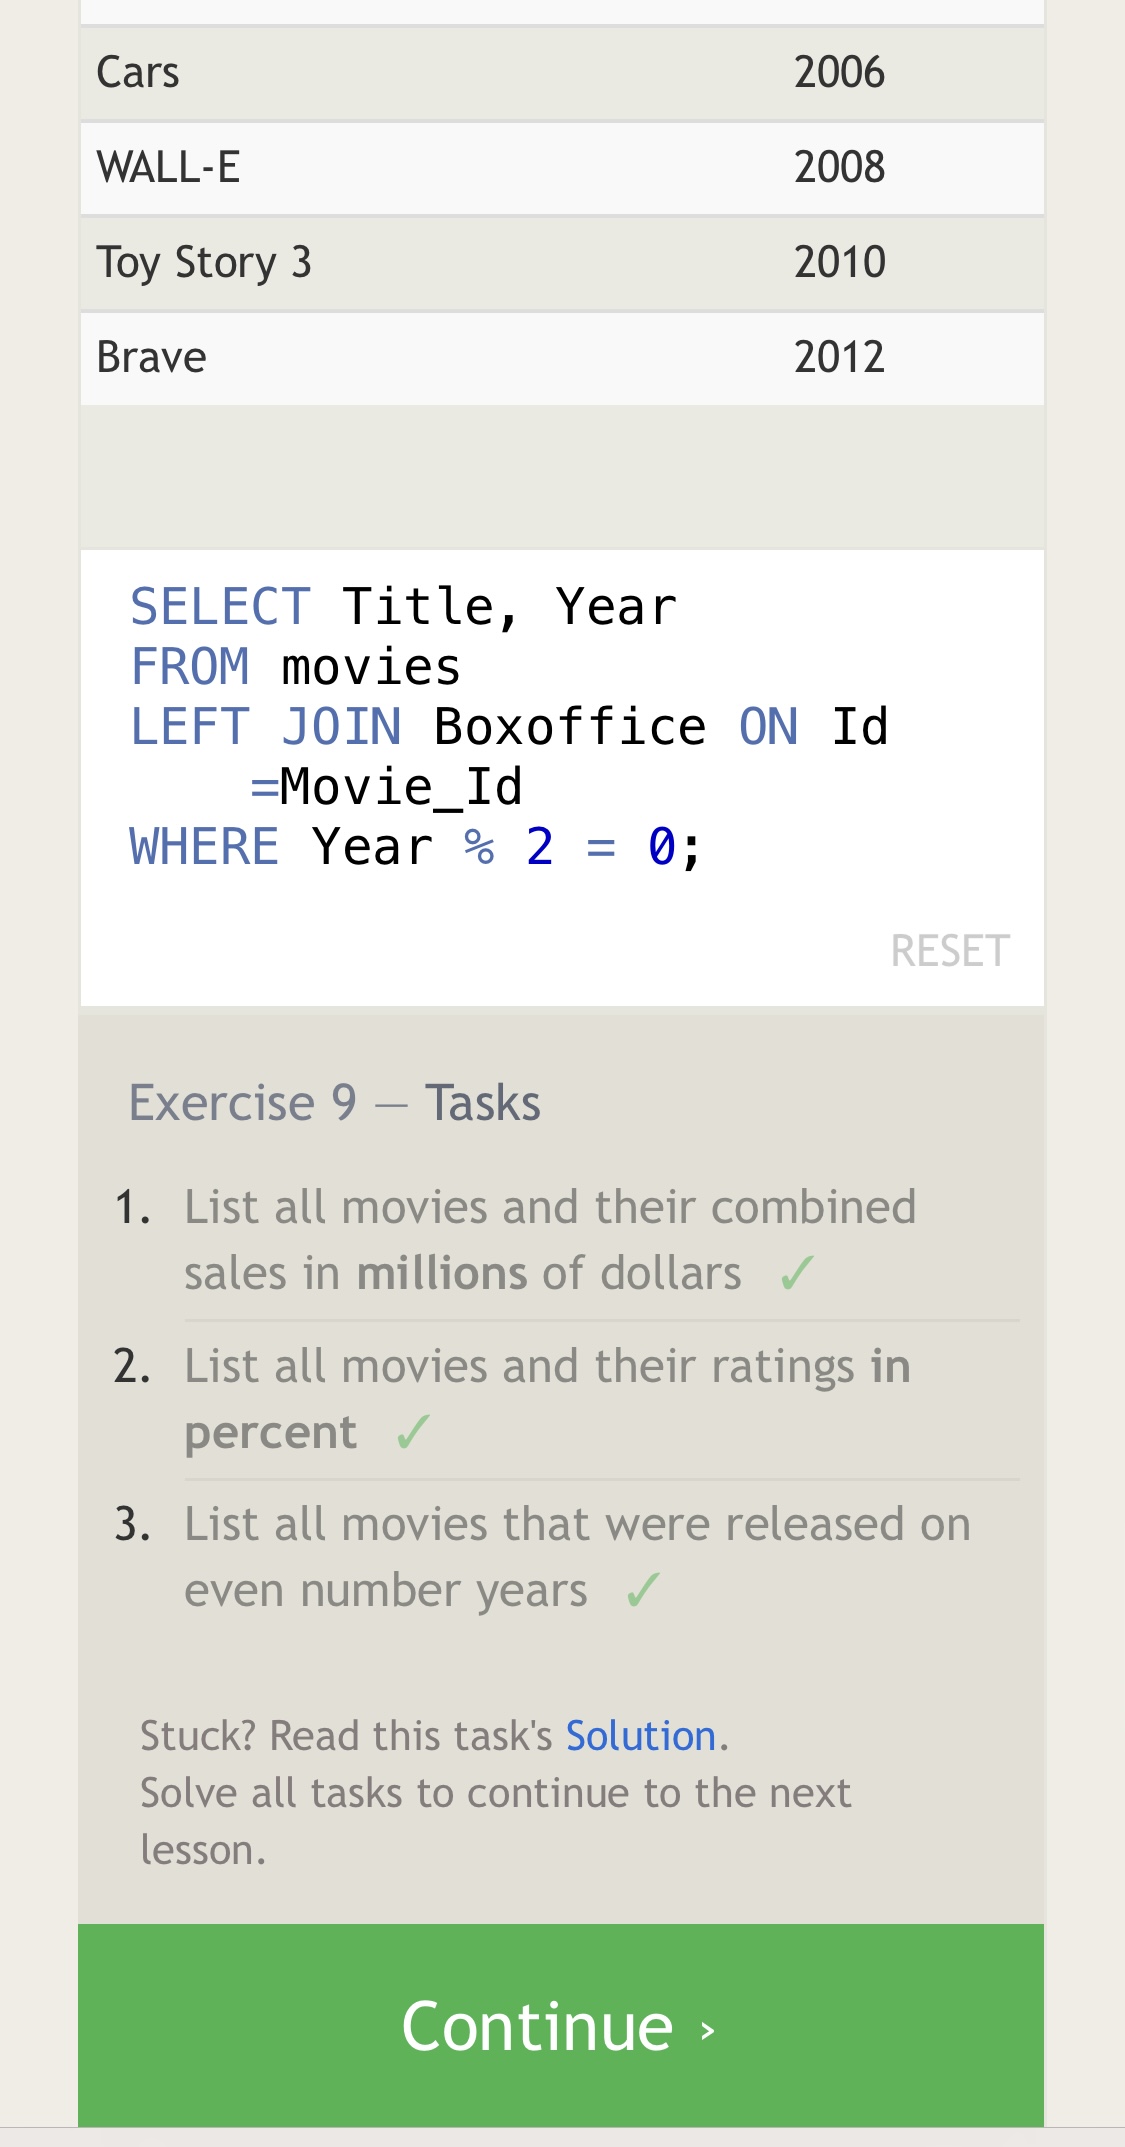 Cars 2006
WALL-E 2008
Toy Story 3 2010
Brave 2012
SELECT Title, Year
FROM movies
LEFT JOIN Boxoffice ON Id
=Movie_Id
WHERE Year % 2 = 0;
RESET
Exercise 9 — Tasks
1. List all movies and their combined
sales in millions of dollars ✓
2. List all movies and their ratings in
percent ✓
3. List all movies that were released on
even number years ✓
Stuck? Read this task's Solution.
Solve all tasks to continue to the next
lesson.
Continue ›